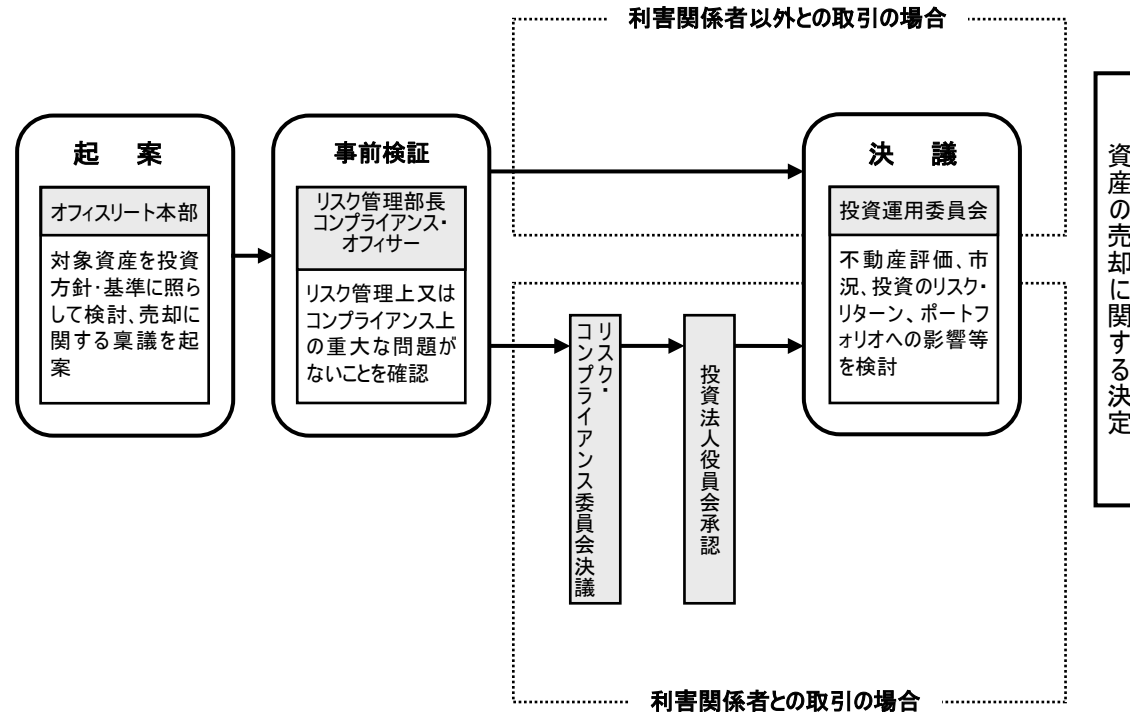 利害関係者以外との取引の場合
起 案
オフィスリート本部
対象資産を投資
方針・基準に照ら
して検討、売却に
関する稟議を起
案
事前検証
リスク管理部長
コンプライアンス・
オフィサー
リスク管理上又は
コンプライアンス上
の重大な問題が
ないことを確認
リスク・
コンプライアンス委員会決議
投資法人役員会承認
決 議
投資運用委員会
不動産評価、市
況、投資のリスク・
リターン、ポートフ
ォリオへの影響等
を検討
資産の売却に関する決定
利害関係者との取引の場合